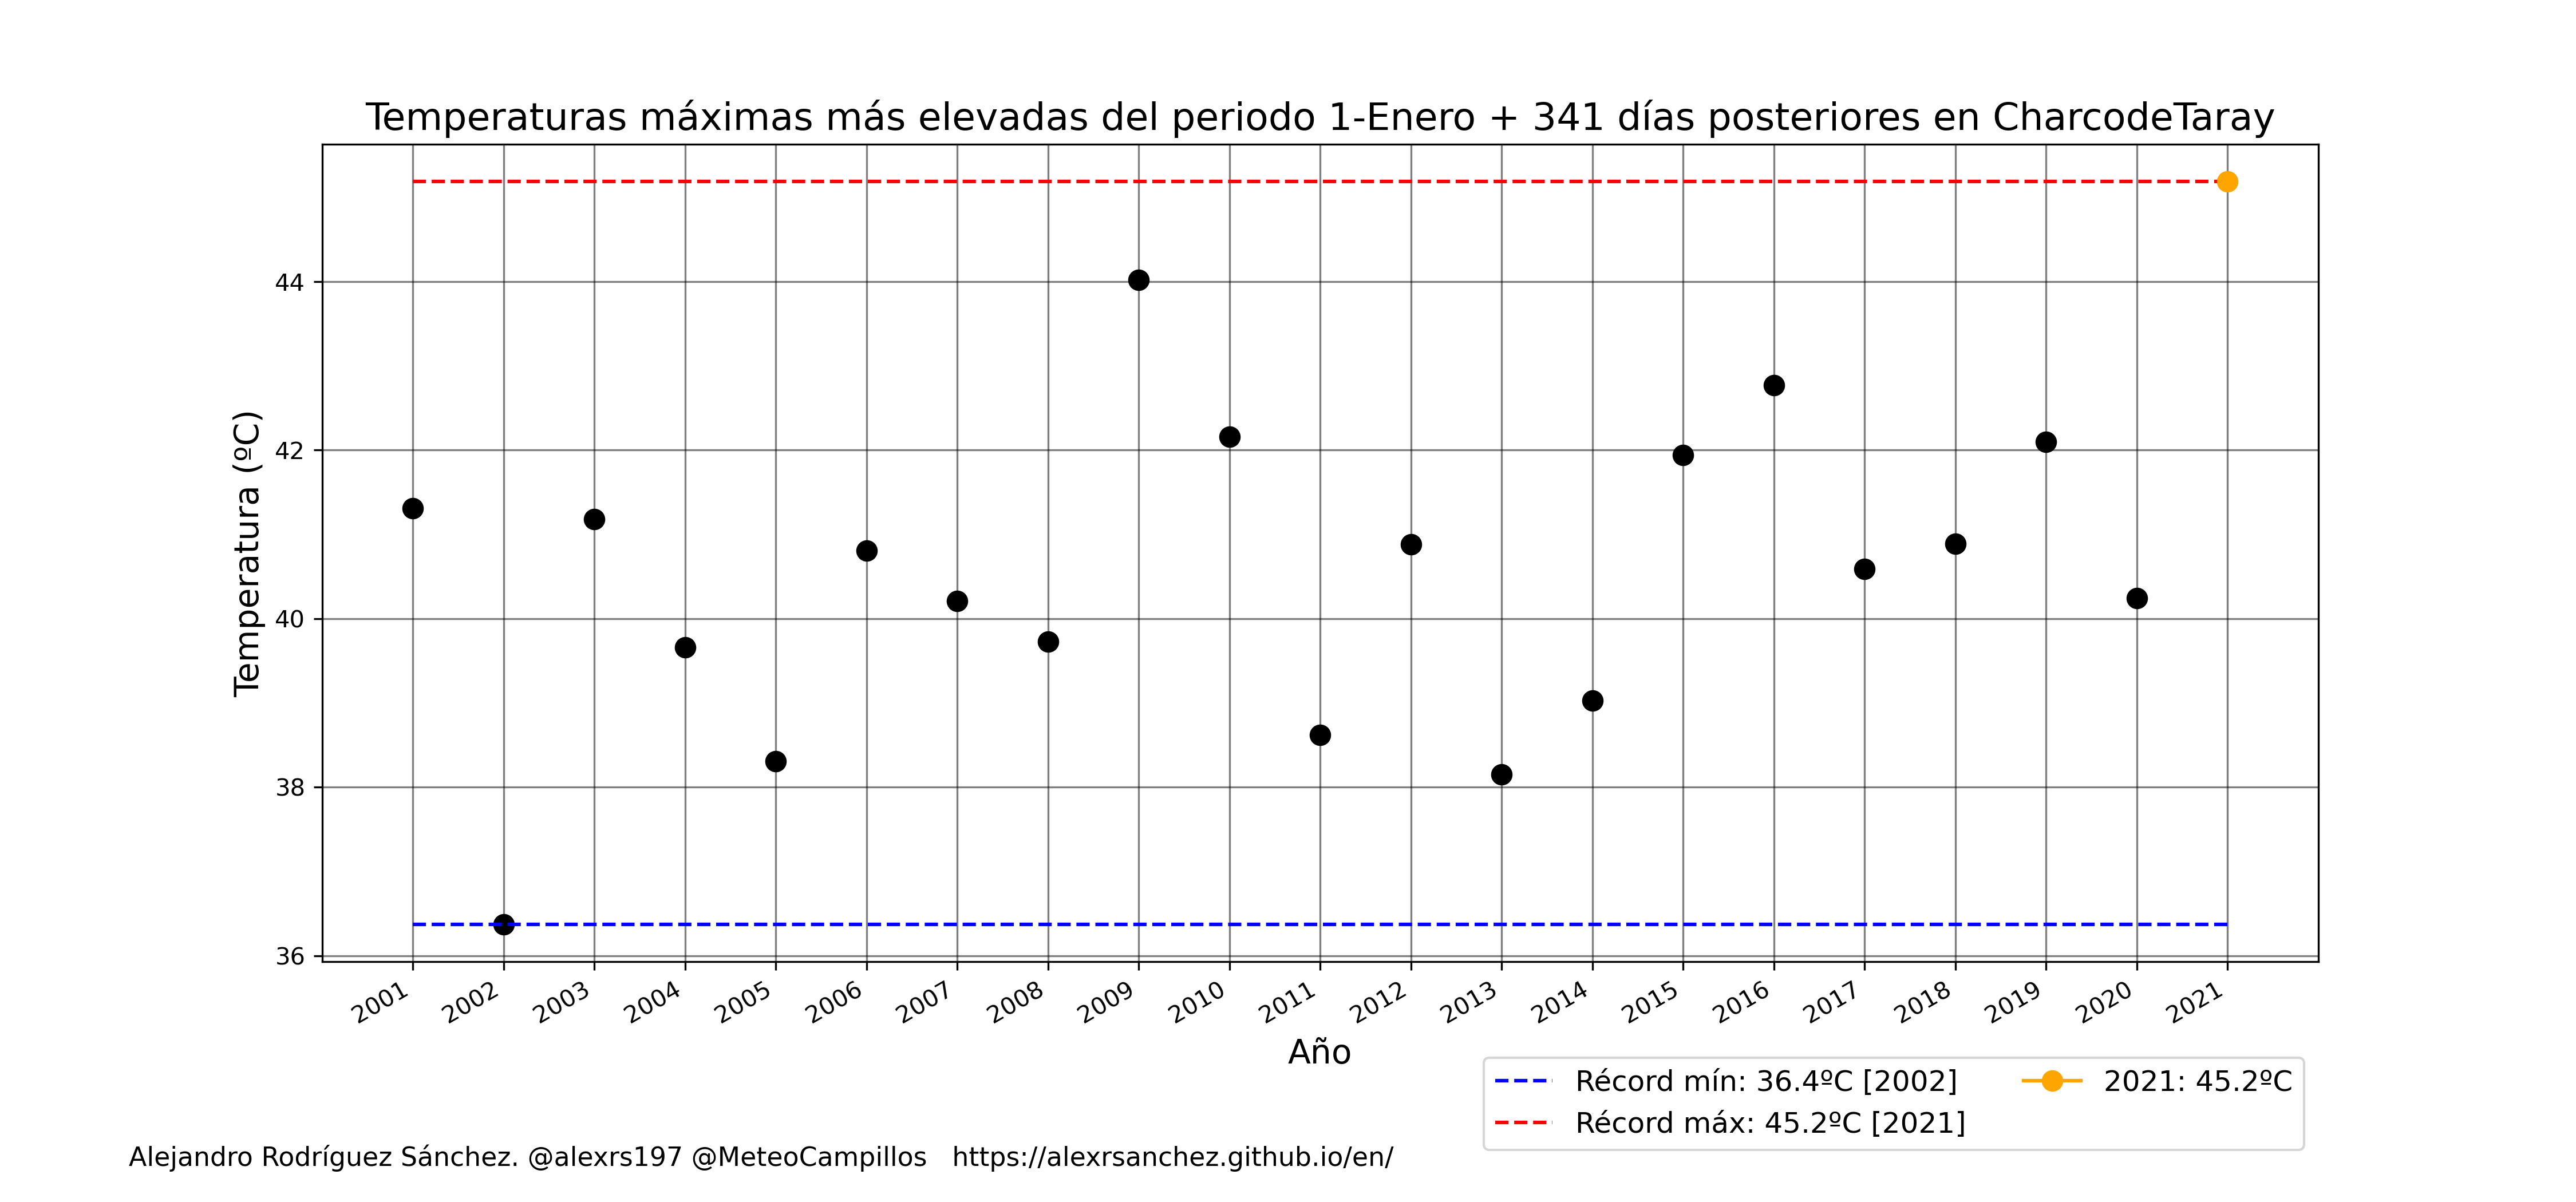 Temperaturas máximas más elevadas del periodo 1-Enero + 341 días posteriores en CharcodeTaray
Temperatura (ºC)
44
42
40
38
36
2001 2002 2003 2004 2005 2006 2007 2008 2009 2010 2011 2012 2013 2014 2015 2016 2017 2018 2019 2020 2021
Año
Récord mín: 36.4ºC [2002]
Récord máx: 45.2ºC [2021]
2021: 45.2ºC
Alejandro Rodríguez Sánchez. @alexrs197 @MeteoCampillos https://alexrsanchez.github.io/en/